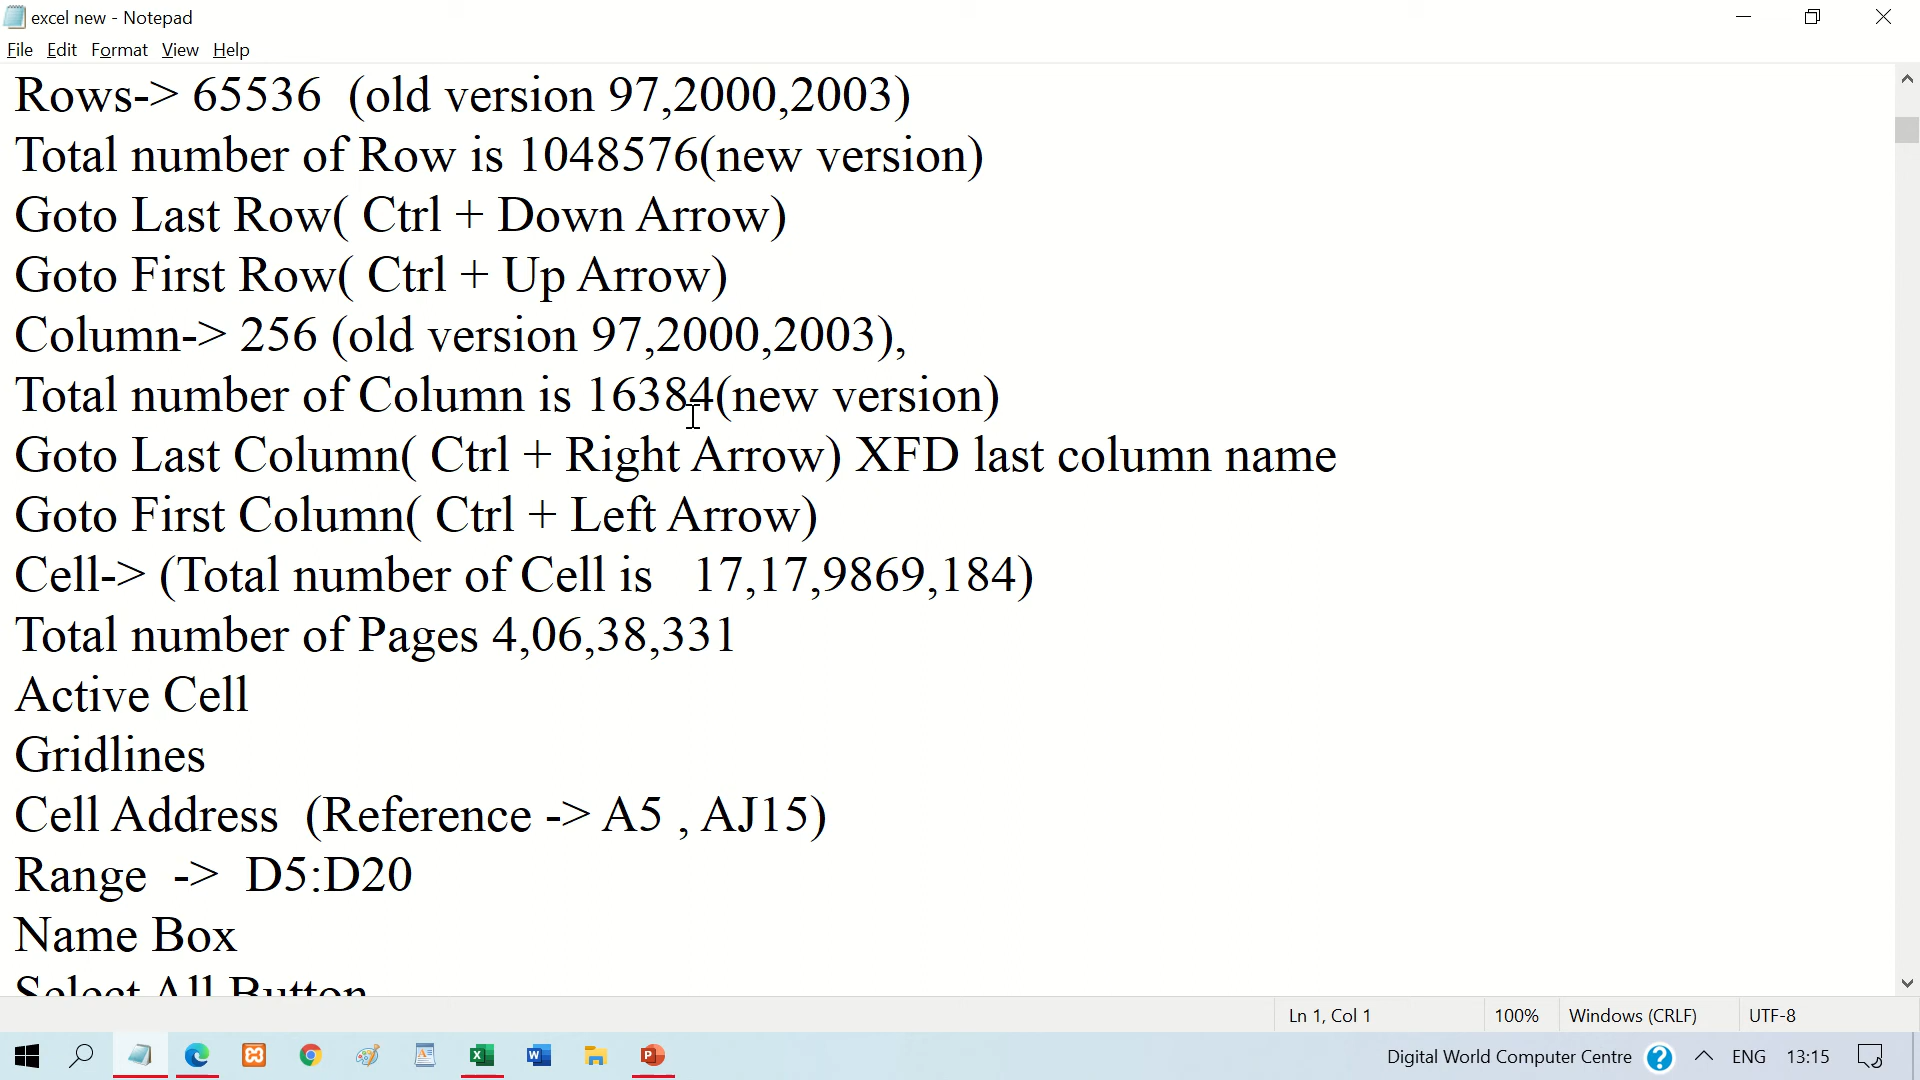 excel new - Notepad
File Edit Format View Help
Rows-> 65536 (old version 97,2000,2003)
Total number of Row is 1048576(new version)
Goto Last Row( Ctrl + Down Arrow)
Goto First Row( Ctrl + Up Arrow)
Column-> 256 (old version 97,2000,2003),
Total number of Column is 16384(new version)
Goto Last Column( Ctrl + Right Arrow) XFD last column name
Goto First Column( Ctrl + Left Arrow)
Cell-> (Total number of Cell is 17,17,9869,184)
Total number of Pages 4,06,38,331
Active Cell
Gridlines
Cell Address (Reference -> A5 , AJ15)
Range -> D5:D20
Name Box
Select All Button
Ln 1, Col 1 100% Windows (CRLF) UTF-8
Digital World Computer Centre ENG 13:15